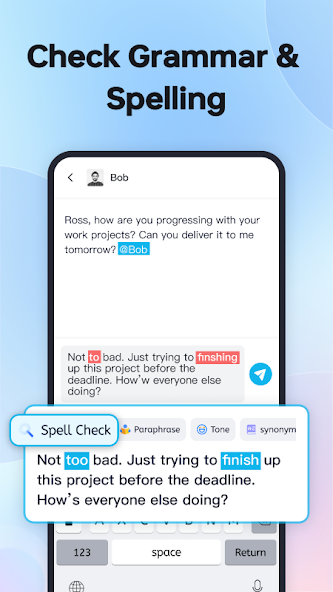 Check Grammar &
Spelling
Bob
Ross, how are you progressing with your
work projects? Can you deliver it to me
tomorrow? @Bob
Not to bad. Just trying to finshing
up this project before the
deadline. How'w everyone else
doing?
Spell Check Paraphrase Tone synonym
Not too bad. Just trying to finish up
this project before the deadline.
How's everyone else doing?
Z X C V B N M
123 space Return